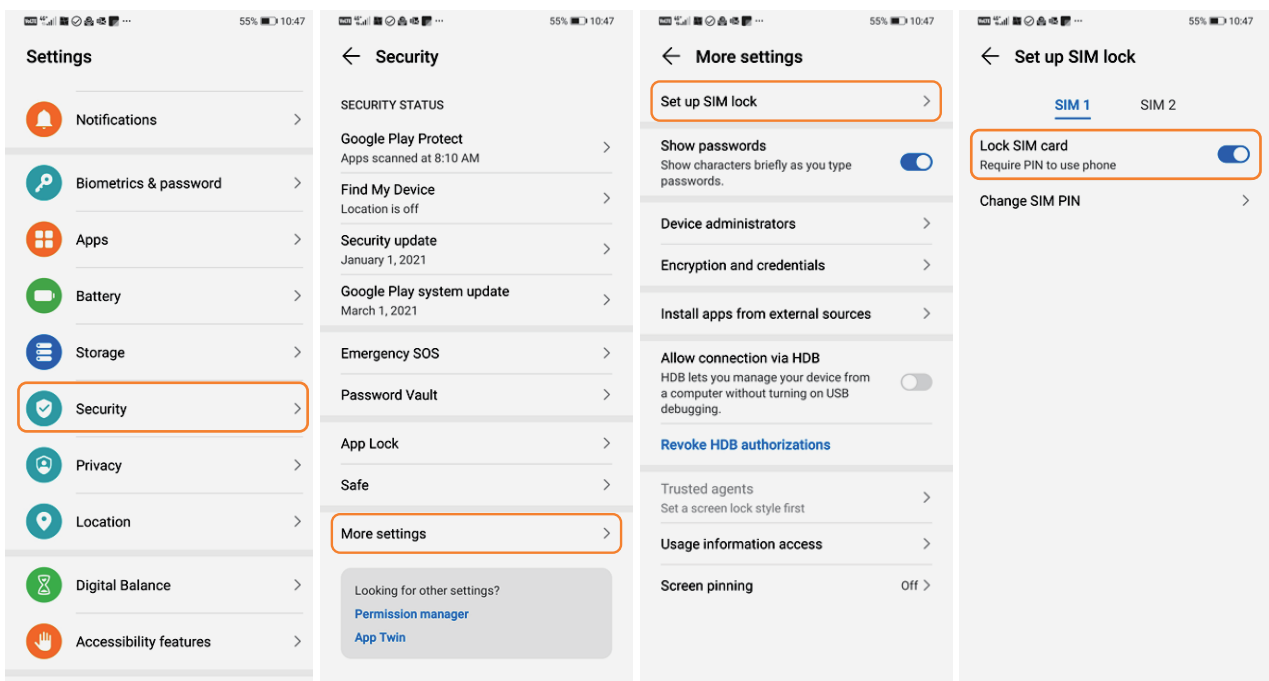 55% 10:47
Settings
Notifications
Biometrics & password
Apps
Battery
Storage
Security
Privacy
Location
Digital Balance
Accessibility features
55% 10:47
Security
SECURITY STATUS
Google Play Protect
Apps scanned at 8:10 AM
Find My Device
Location is off
Security update
January 1, 2021
Google Play system update
March 1, 2021
Emergency SOS
Password Vault
App Lock
Safe
More settings
Looking for other settings?
Permission manager
App Twin
55% 10:47
More settings
Set up SIM lock
Show passwords
Show characters briefly as you type
passwords.
Device administrators
Encryption and credentials
Install apps from external sources
Allow connection via HDB
HDB lets you manage your device from
a computer without turning on USB
debugging.
Revoke HDB authorizations
Trusted agents
Set a screen lock style first
Usage information access
Screen pinning Off
55% 10:47
Set up SIM lock
SIM 1 SIM 2
Lock SIM card
Require PIN to use phone
Change SIM PIN